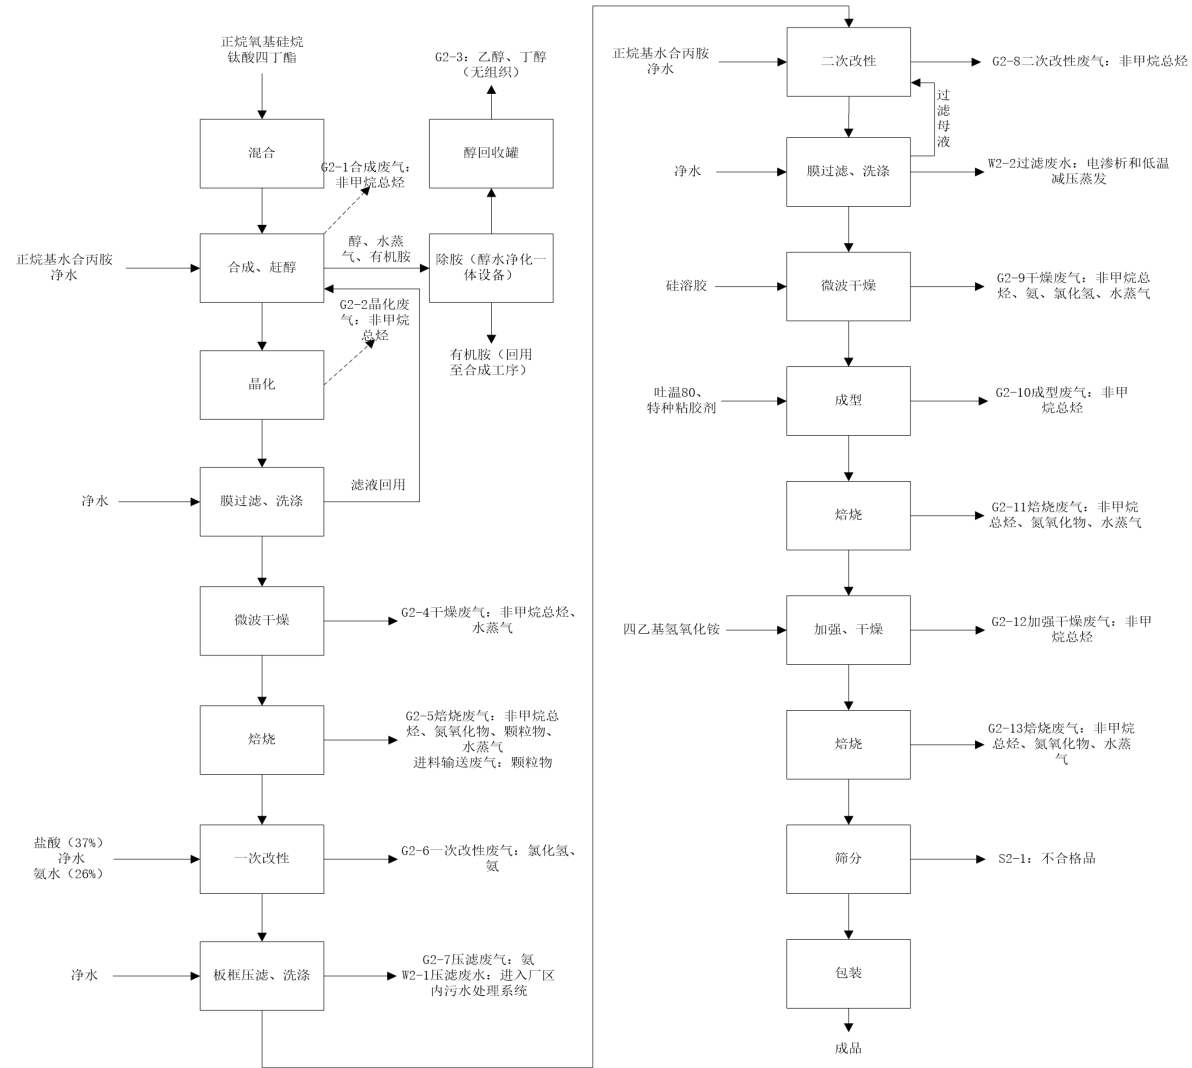 正烷氧基硅烷
钛酸四丁酯
混合
G2-1合成废气：
非甲烷总烃
G2-3：乙醇、丁醇
（无组织）
醇回收罐
正烷基水合丙胺
净水
合成、赶醇
醇、水蒸
气、有机胺
除胺（醇水净化一
体设备）
有机胺（回用
至合成工序）
G2-2晶化废
气：非甲烷
总烃
晶化
净水
膜过滤、洗涤
滤液回用
微波干燥
G2-4干燥废气：非甲烷总烃、
水蒸气
焙烧
G2-5焙烧废气：非甲烷总
烃、氮氧化物、颗粒物、
水蒸气
进料输送废气：颗粒物
盐酸（37%）
净水
氨水（26%）
一次改性
G2-6一次改性废气：氯化氢、
氨
净水
板框压滤、洗涤
G2-7压滤废气：氨
W2-1压滤废水：进入厂区
内污水处理系统
正烷基水合丙胺
净水
二次改性
G2-8二次改性废气：非甲烷总烃
过
滤
母
液
净水
膜过滤、洗涤
W2-2过滤废水：电渗析和低温
减压蒸发
硅溶胶
微波干燥
G2-9干燥废气：非甲烷总
烃、氨、氯化氢、水蒸气
吐温80、
特种粘胶剂
成型
G2-10成型废气：非甲
烷总烃
焙烧
G2-11焙烧废气：非甲烷
总烃、氮氧化物、水蒸气
四乙基氢氧化铵
加强、干燥
G2-12加强干燥废气：非甲
烷总烃
焙烧
G2-13焙烧废气：非甲烷
总烃、氮氧化物、水蒸
气
筛分
S2-1：不合格品
包装
成品